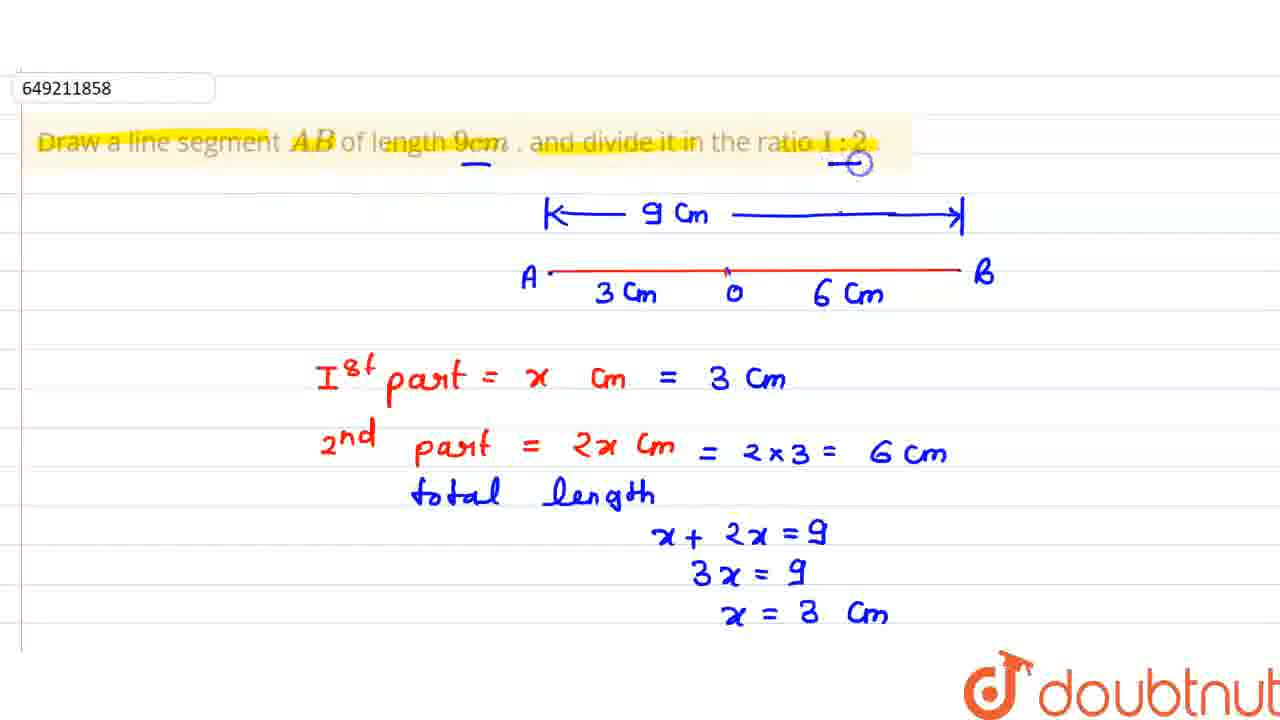 649211858
Draw a line segment AB of length 9cm . and divide it in the ratio 1 : 2.
9 cm
A B
3 cm O 6 cm
Ist part = x cm = 3 cm
2nd part = 2x cm = 2 × 3 = 6 cm
total length
x + 2x = 9
3x = 9
x = 3 cm
doubtnut